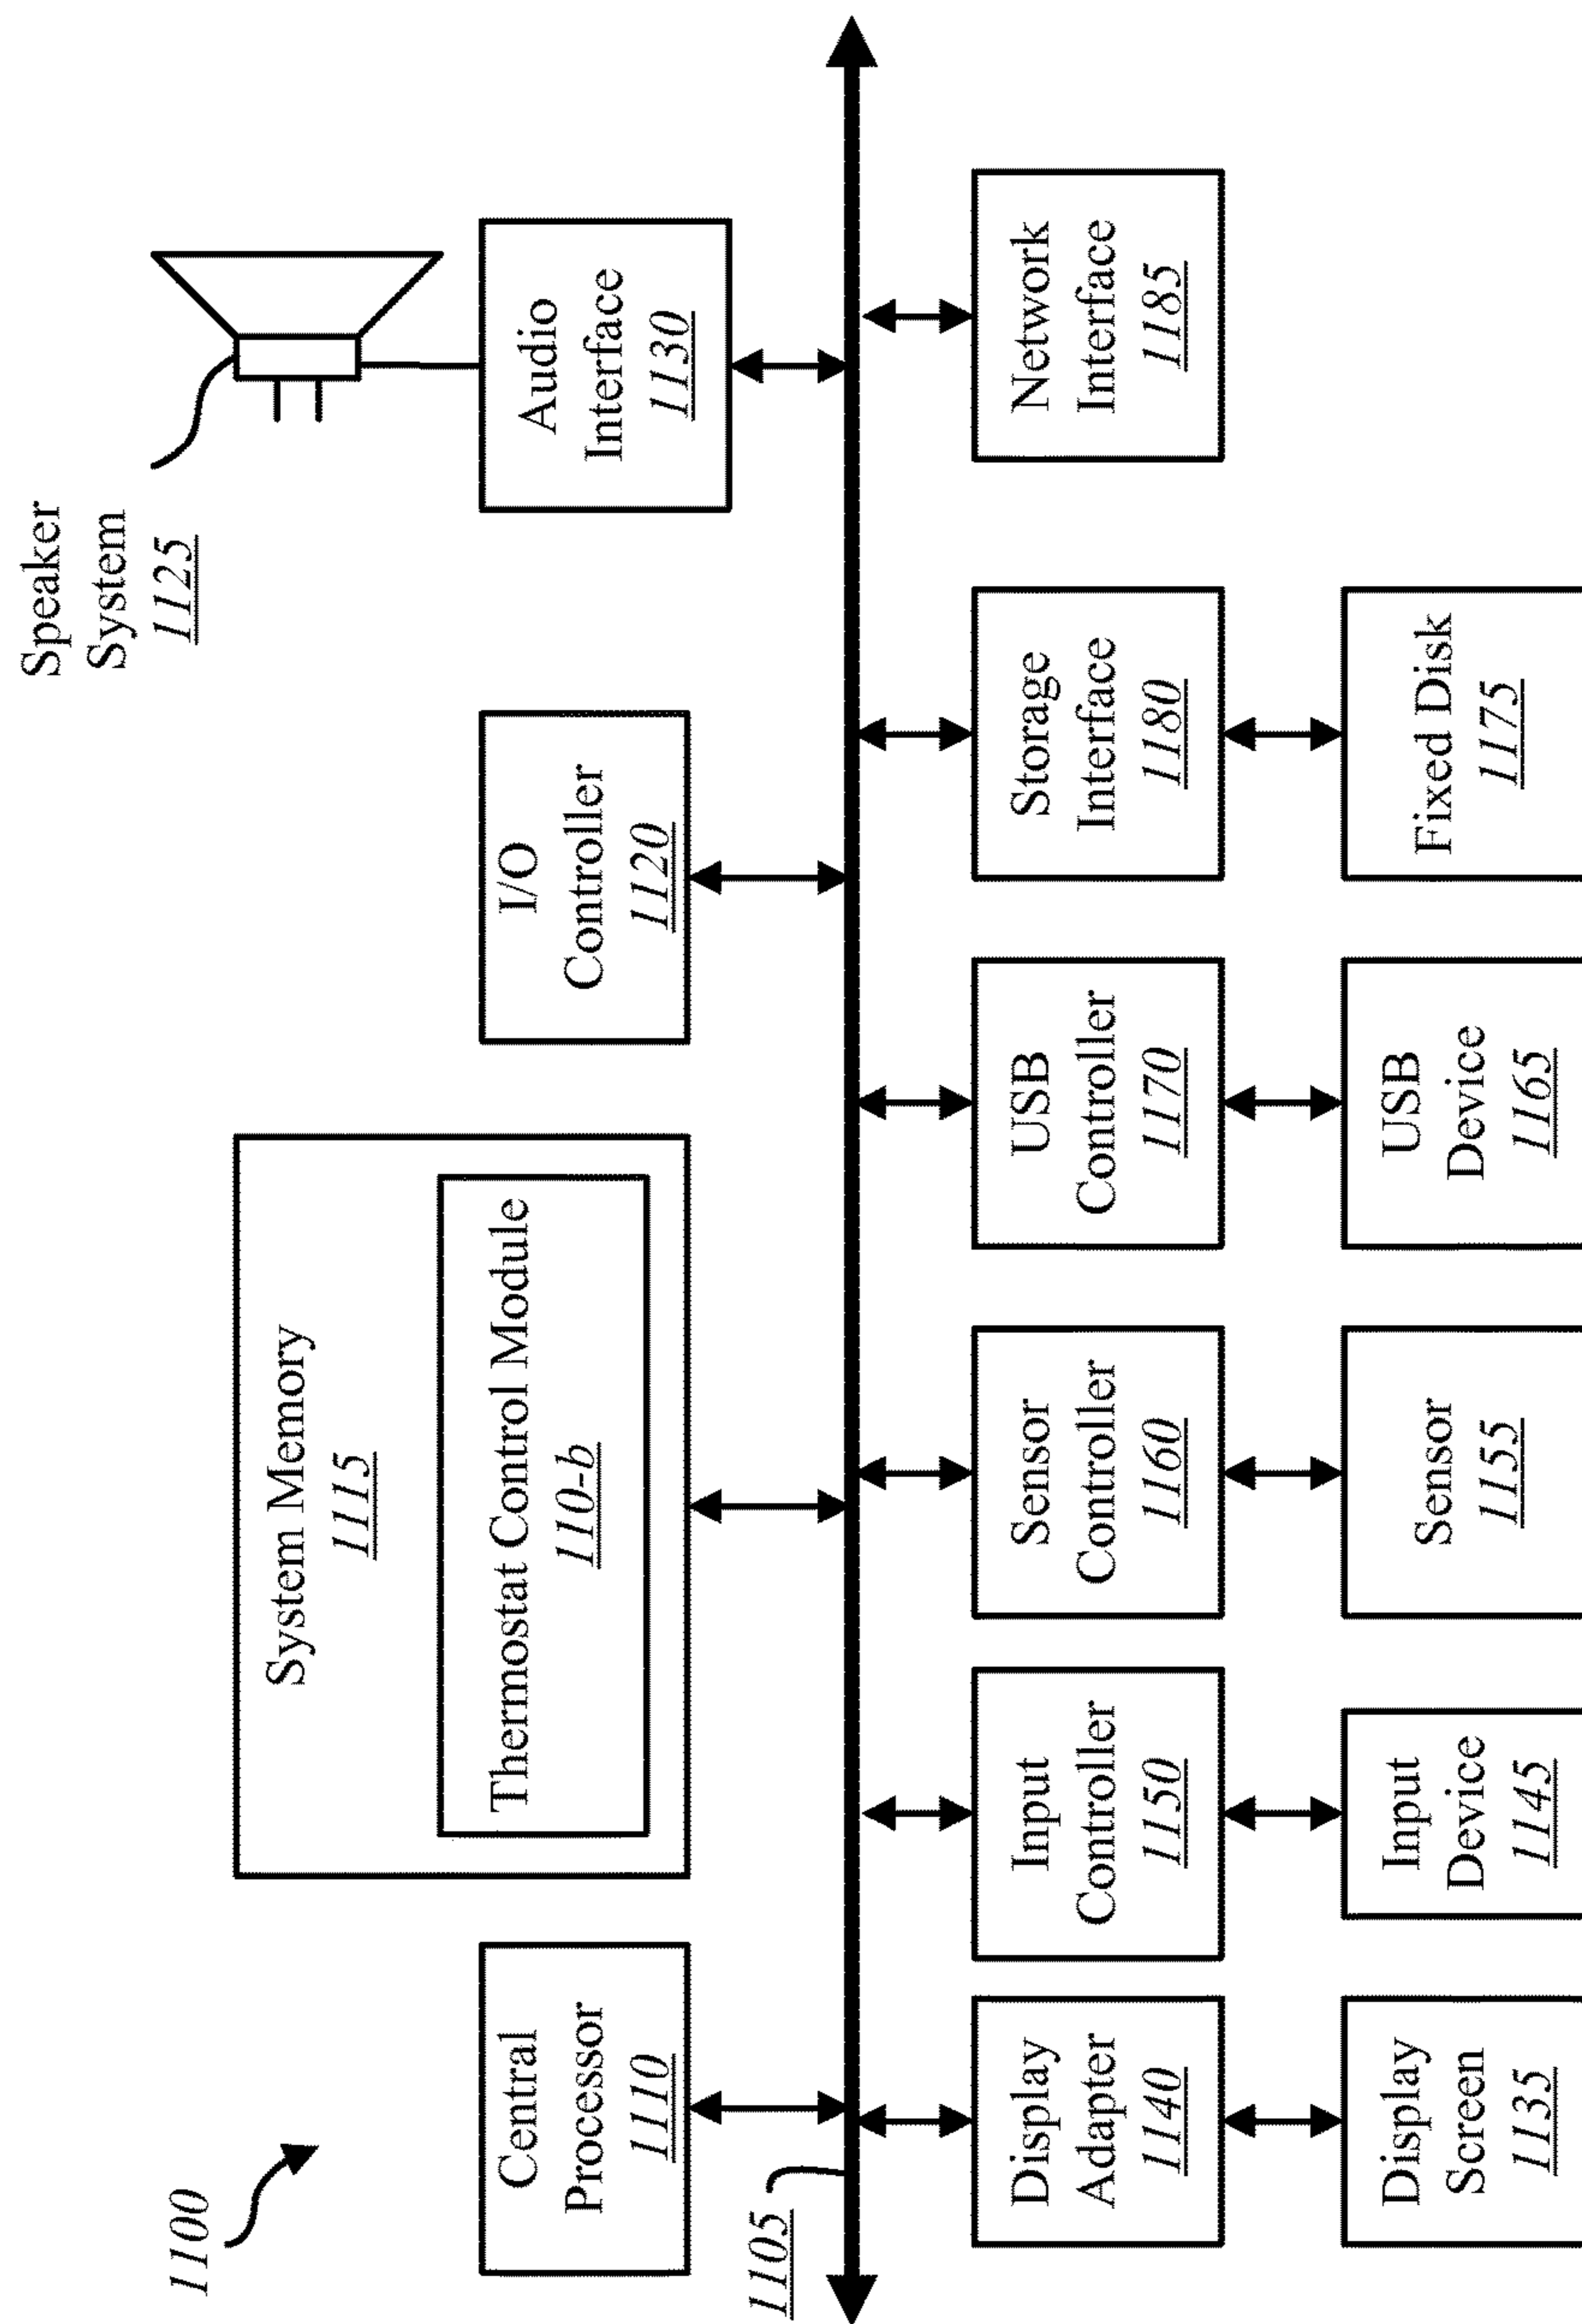 1100
Speaker
System
1125
System Memory
1115
Thermostat Control Module
110-b
Central
Processor
1110
I/O
Controller
1120
Audio
Interface
1130
1105
Display
Adapter
1140
Input
Controller
1150
Sensor
Controller
1160
USB
Controller
1170
Storage
Interface
1180
Network
Interface
1185
Display
Screen
1135
Input
Device
1145
Sensor
1155
USB
Device
1165
Fixed Disk
1175